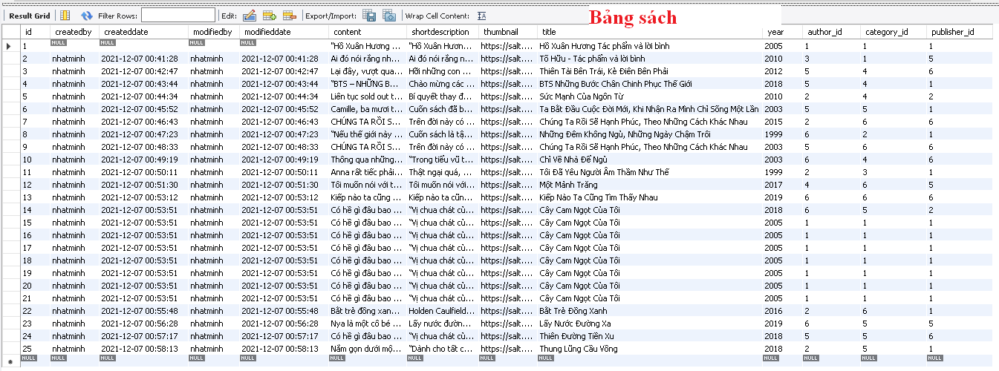 Result Grid Filter Rows: Edit: Export/Import: Wrap Cell Content: Bảng sách
id createdby createddate modifiedby modifieddate content shortdescription thumbnail title year author_id category_id publisher_id
1 NULL NULL NULL NULL "Hồ Xuân Hương ... "Hồ Xuân Hương ... https://salt.... Hồ Xuân Hương Tác phẩm và lời bình 2005 1 1 1
2 nhatminh 2021-12-07 00:41:28 nhatminh 2021-12-07 00:41:28 Ai đó nói rằng nh... Ai đó nói rằng n... https://salt.... Tố Hữu - Tác phẩm và lời bình 2010 3 1 5
3 nhatminh 2021-12-07 00:42:47 nhatminh 2021-12-07 00:42:47 Lại đây, vượt qua... Hỡi những con ... https://salt.... Thiên Tài Bên Trái, Kẻ Điên Bên Phải 2012 5 4 6
4 nhatminh 2021-12-07 00:43:44 nhatminh 2021-12-07 00:43:44 "BTS – NHỮNG B... Chào mừng các ... https://salt.... BTS Những Bước Chân Chinh Phục Thế Giới 2018 5 4 1
5 nhatminh 2021-12-07 00:44:34 nhatminh 2021-12-07 00:44:34 Liên tục sold out t... Bí quyết thay đ... https://salt.... Sức Mạnh Của Ngôn Từ 2010 2 4 2
6 nhatminh 2021-12-07 00:45:52 nhatminh 2021-12-07 00:45:52 Camille, ba mươi t... Cuốn sách đã b... https://salt.... Ta Bắt Đầu Cuộc Đời Mới, Khi Nhận Ra Mình Chỉ Sống Một Lần 2003 5 5 1
7 nhatminh 2021-12-07 00:46:43 nhatminh 2021-12-07 00:46:43 CHÚNG TA RỒI S... Trên đời này có ... https://salt.... Chúng Ta Rồi Sẽ Hạnh Phúc, Theo Những Cách Khác Nhau 2015 2 6 6
8 nhatminh 2021-12-07 00:47:23 nhatminh 2021-12-07 00:47:23 "Nếu thế giới này ... Cuốn sách là tậ... https://salt.... Những Đêm Không Ngủ, Những Ngày Chậm Trôi 1999 6 2 1
9 nhatminh 2021-12-07 00:48:33 nhatminh 2021-12-07 00:48:33 CHÚNG TA RỒI S... Trên đời này có ... https://salt.... Chúng Ta Rồi Sẽ Hạnh Phúc, Theo Những Cách Khác Nhau 2003 5 6 6
10 nhatminh 2021-12-07 00:49:19 nhatminh 2021-12-07 00:49:19 Thông qua những... "Trong tiểu vũ t... https://salt.... Chỉ Về Nhà Để Ngủ 2003 6 4 6
11 nhatminh 2021-12-07 00:50:11 nhatminh 2021-12-07 00:50:11 Anna rất tiếc phải... Thật ngại quá, ... https://salt.... Tôi Đã Yêu Người Âm Thầm Như Thế 1999 2 3 1
12 nhatminh 2021-12-07 00:51:30 nhatminh 2021-12-07 00:51:30 Tôi muốn nói với t... Tôi muốn nói với... https://salt.... Một Mảnh Trăng 2017 4 6 5
13 nhatminh 2021-12-07 00:53:12 nhatminh 2021-12-07 00:53:12 Kiếp nào ta cũng ... Kiếp nào ta cũn... https://salt.... Kiếp Nào Ta Cũng Tìm Thấy Nhau 2019 6 6 6
14 nhatminh 2021-12-07 00:53:51 nhatminh 2021-12-07 00:53:51 Có hề gì đâu bao ... "Vị chua chát củ... https://salt.... Cây Cam Ngọt Của Tôi 2018 6 5 2
15 nhatminh 2021-12-07 00:53:51 nhatminh 2021-12-07 00:53:51 Có hề gì đâu bao ... "Vị chua chát củ... https://salt.... Cây Cam Ngọt Của Tôi 2005 1 1 1
16 nhatminh 2021-12-07 00:53:51 nhatminh 2021-12-07 00:53:51 Có hề gì đâu bao ... "Vị chua chát củ... https://salt.... Cây Cam Ngọt Của Tôi 2005 1 1 1
17 nhatminh 2021-12-07 00:53:51 nhatminh 2021-12-07 00:53:51 Có hề gì đâu bao ... "Vị chua chát củ... https://salt.... Cây Cam Ngọt Của Tôi 2005 1 1 1
18 nhatminh 2021-12-07 00:53:51 nhatminh 2021-12-07 00:53:51 Có hề gì đâu bao ... "Vị chua chát củ... https://salt.... Cây Cam Ngọt Của Tôi 2005 1 1 1
19 nhatminh 2021-12-07 00:53:51 nhatminh 2021-12-07 00:53:51 Có hề gì đâu bao ... "Vị chua chát củ... https://salt.... Cây Cam Ngọt Của Tôi 2005 1 1 1
20 nhatminh 2021-12-07 00:53:51 nhatminh 2021-12-07 00:53:51 Có hề gì đâu bao ... "Vị chua chát củ... https://salt.... Cây Cam Ngọt Của Tôi 2005 1 1 1
21 nhatminh 2021-12-07 00:53:51 nhatminh 2021-12-07 00:53:51 Có hề gì đâu bao ... "Vị chua chát củ... https://salt.... Cây Cam Ngọt Của Tôi 2005 1 1 1
22 nhatminh 2021-12-07 00:55:48 nhatminh 2021-12-07 00:55:48 Bắt trẻ đồng xan... Holden Caulfield... https://salt.... Bắt Trẻ Đồng Xanh 2016 2 6 1
23 nhatminh 2021-12-07 00:56:28 nhatminh 2021-12-07 00:56:28 Nya là một cô bé ... Lấy nước đườn... https://salt.... Lấy Nước Đường Xa 2019 6 5 5
24 nhatminh 2021-12-07 00:57:17 nhatminh 2021-12-07 00:57:17 Thiên Đường Tiền Xu 2018 5 5 6
25 nhatminh 2021-12-07 00:58:13 nhatminh 2021-12-07 00:58:13 Nằm gọn dưới mộ... "Dành cho tất c... https://salt.... Thung Lũng Cầu Vồng 2018 2 5 1
NULL NULL NULL NULL NULL NULL NULL NULL NULL NULL NULL NULL NULL